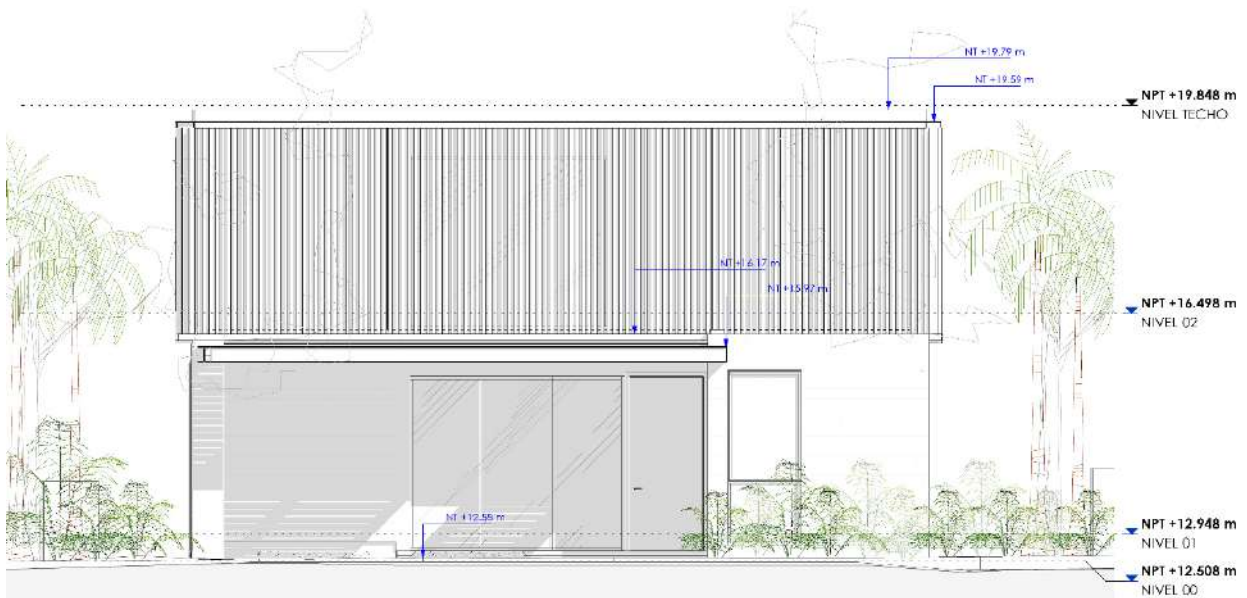 NT +19.79 m
NT +19.59 m
NPT +19.848 m
NIVEL TECHO
NT +16.17 m
NT +15.97 m
NPT +16.498 m
NIVEL 02
NT +12.55 m
NPT +12.948 m
NIVEL 01
NPT +12.508 m
NIVEL 00